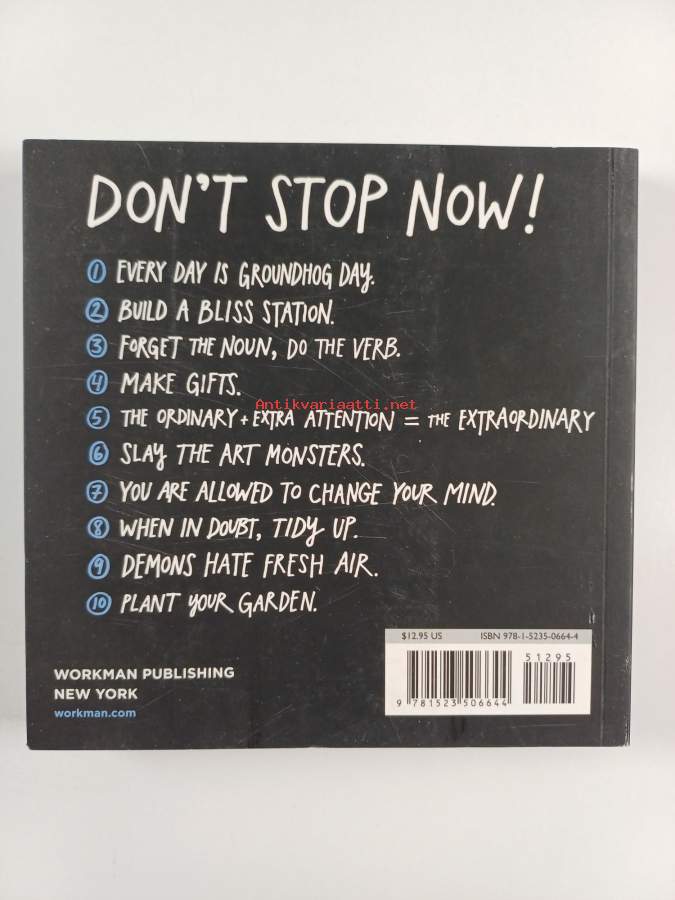 DON'T STOP NOW!
1 EVERY DAY IS GROUNDHOG DAY.
2 BUILD A BLISS STATION.
3 FORGET THE NOUN, DO THE VERB.
4 MAKE GIFTS.
Antikvariaatti.net
5 THE ORDINARY + EXTRA ATTENTION = THE EXTRAORDINARY
6 SLAY THE ART MONSTERS.
7 YOU ARE ALLOWED TO CHANGE YOUR MIND.
8 WHEN IN DOUBT, TIDY UP.
9 DEMONS HATE FRESH AIR.
10 PLANT YOUR GARDEN.
$12.95 US ISBN 978-1-5235-0664-4
51295
9 781523 506644
WORKMAN PUBLISHING
NEW YORK
workman.com